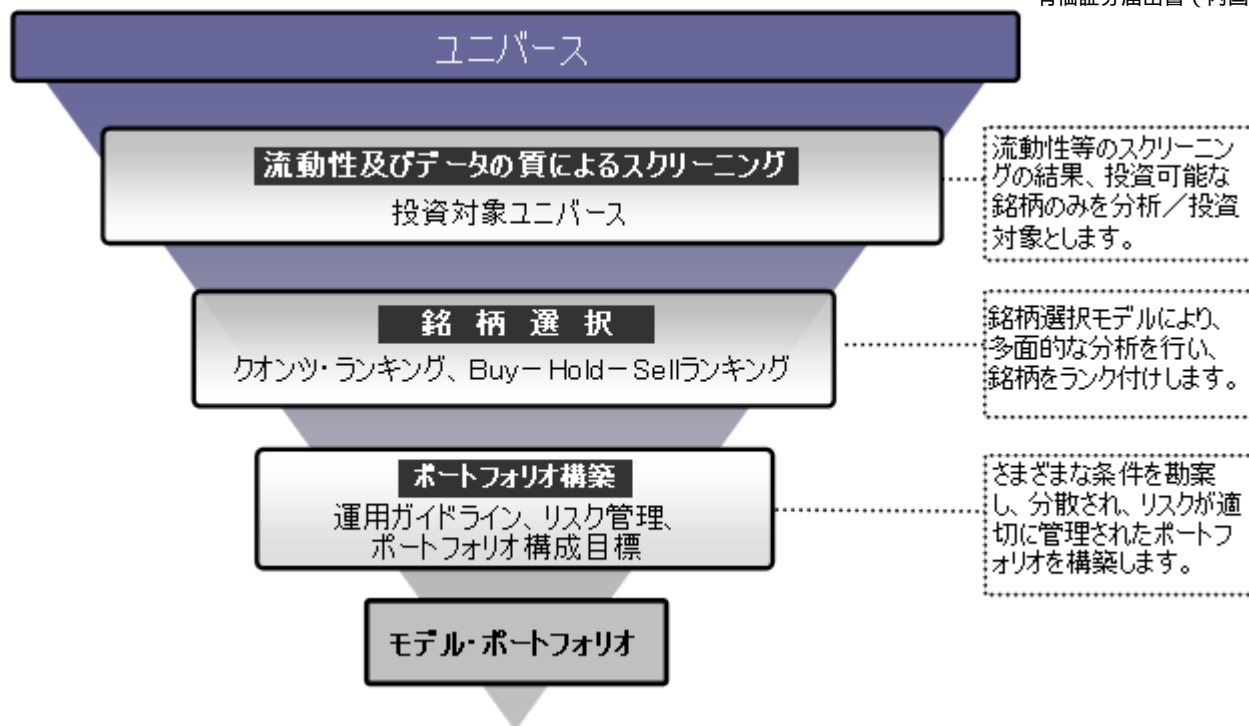 有価証券届出書(内国
ユニバース
流動性及びデータの質によるスクリーニング
投資対象ユニバース
流動性等のスクリーニン
グの結果、投資可能な
銘柄のみを分析/投資
対象とします。
銘柄選択
クオンツ・ランキング、Buy-Hold-Sellランキング
銘柄選択モデルにより、
多面的な分析を行い、
銘柄をランク付けします。
ポートフォリオ構築
運用ガイドライン、リスク管理、
ポートフォリオ構成目標
さまざまな条件を勘案
し、分散され、リスクが適
切に管理されたポートフ
ォリオを構築します。
モデル・ポートフォリオ